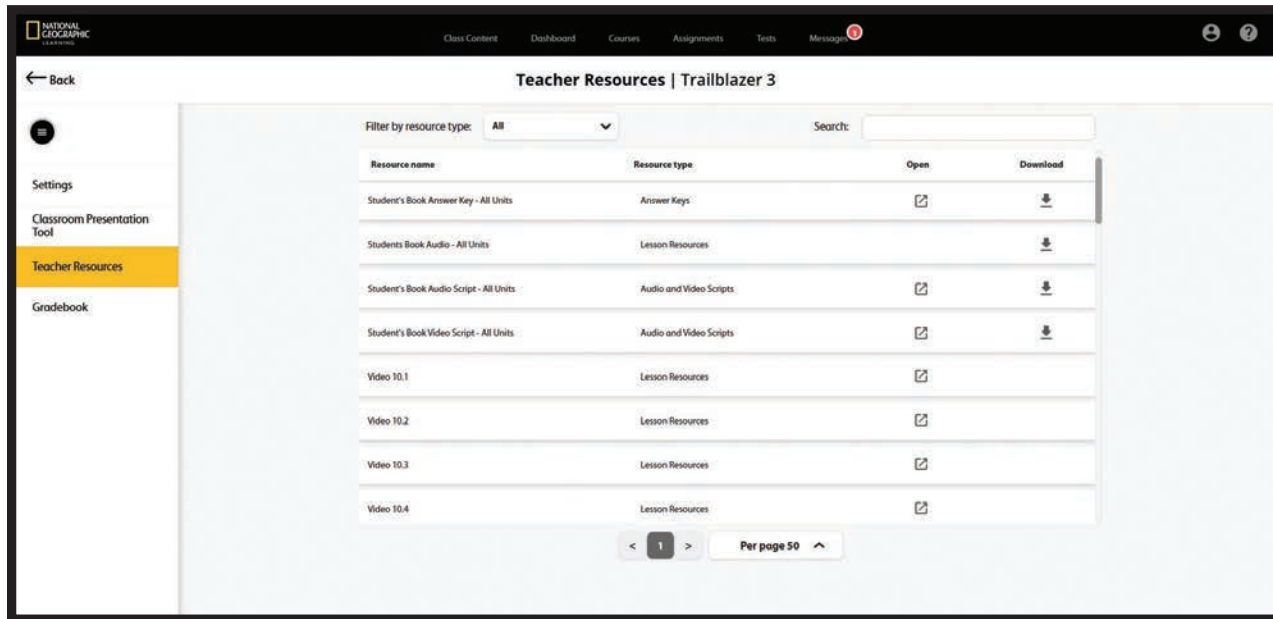 NATIONAL
GEOGRAPHIC
LEARNING
Class Content Dashboard Courses Assignments Tests Messages
Back
Teacher Resources | Trailblazer 3
Filter by resource type: All Search:
Resource name Resource type Open Download
Settings
Student's Book Answer Key - All Units Answer Keys
Classroom Presentation
Tool
Students Book Audio - All Units Lesson Resources
Teacher Resources
Student's Book Audio Script - All Units Audio and Video Scripts
Gradebook
Student's Book Video Script - All Units Audio and Video Scripts
Video 10.1 Lesson Resources
Video 10.2 Lesson Resources
Video 10.3 Lesson Resources
Video 10.4 Lesson Resources
< 1 > Per page 50